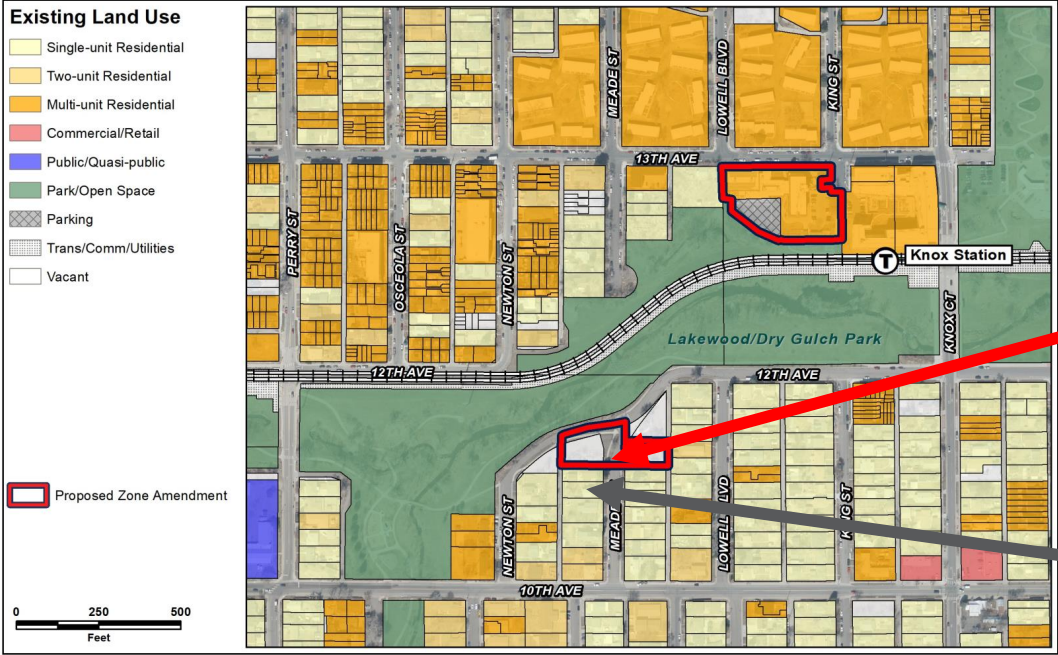 Existing Land Use
Single-unit Residential
Two-unit Residential
Multi-unit Residential
Commercial/Retail
Public/Quasi-public
Park/Open Space
Parking
Trans/Comm/Utilities
Vacant
Proposed Zone Amendment
0 250 500
Feet
MEADE ST
LOWELL BLVD
KING ST
13TH AVE
PERRY ST
OSCEOLA ST
NEWTON ST
T
Knox Station
KNOX CT
Lakewood/Dry Gulch Park
12TH AVE
12TH AVE
NEWTON ST
MEADE
LOWELL BLVD
KING ST
10TH AVE